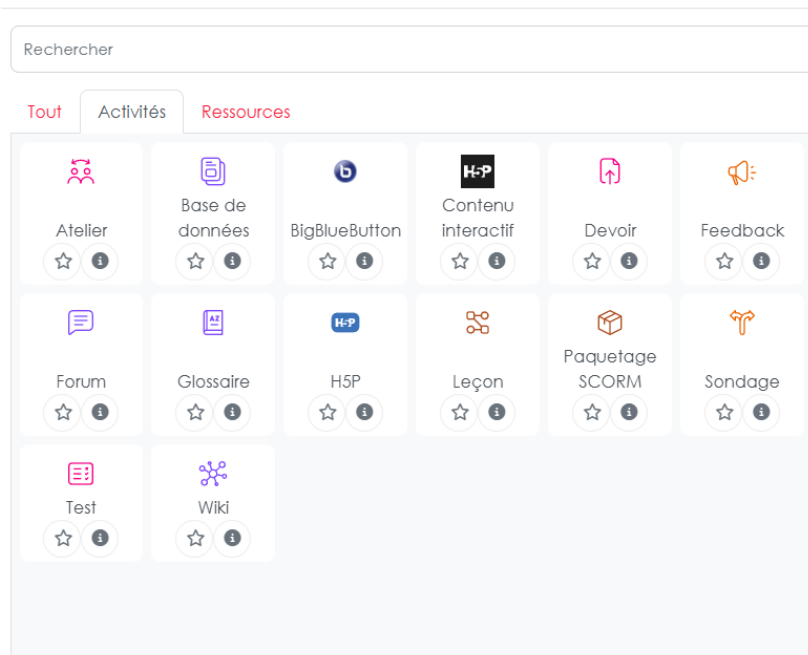 Rechercher
Tout Activités Ressources
H-P
Base de Contenu
Atelier données BigBlueButton interactif Devoir Feedback
AZ H-P
Paquetage
Forum Glossaire H5P Leçon SCORM Sondage
Test Wiki